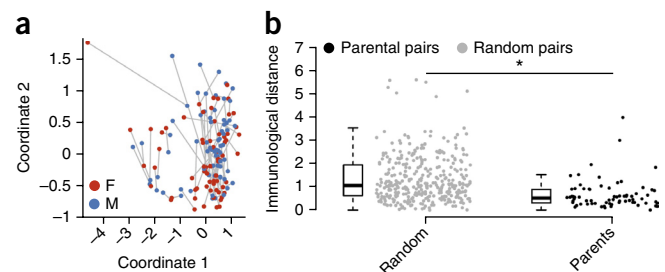 a
Coordinate 2
1.5
1
0.5
0
−0.5
−1
F
M
−4 −3 −2 −1 0 1
Coordinate 1
b
Immunological distance
7
6
5
4
3
2
1
0
Parental pairs Random pairs
*
Random Parents